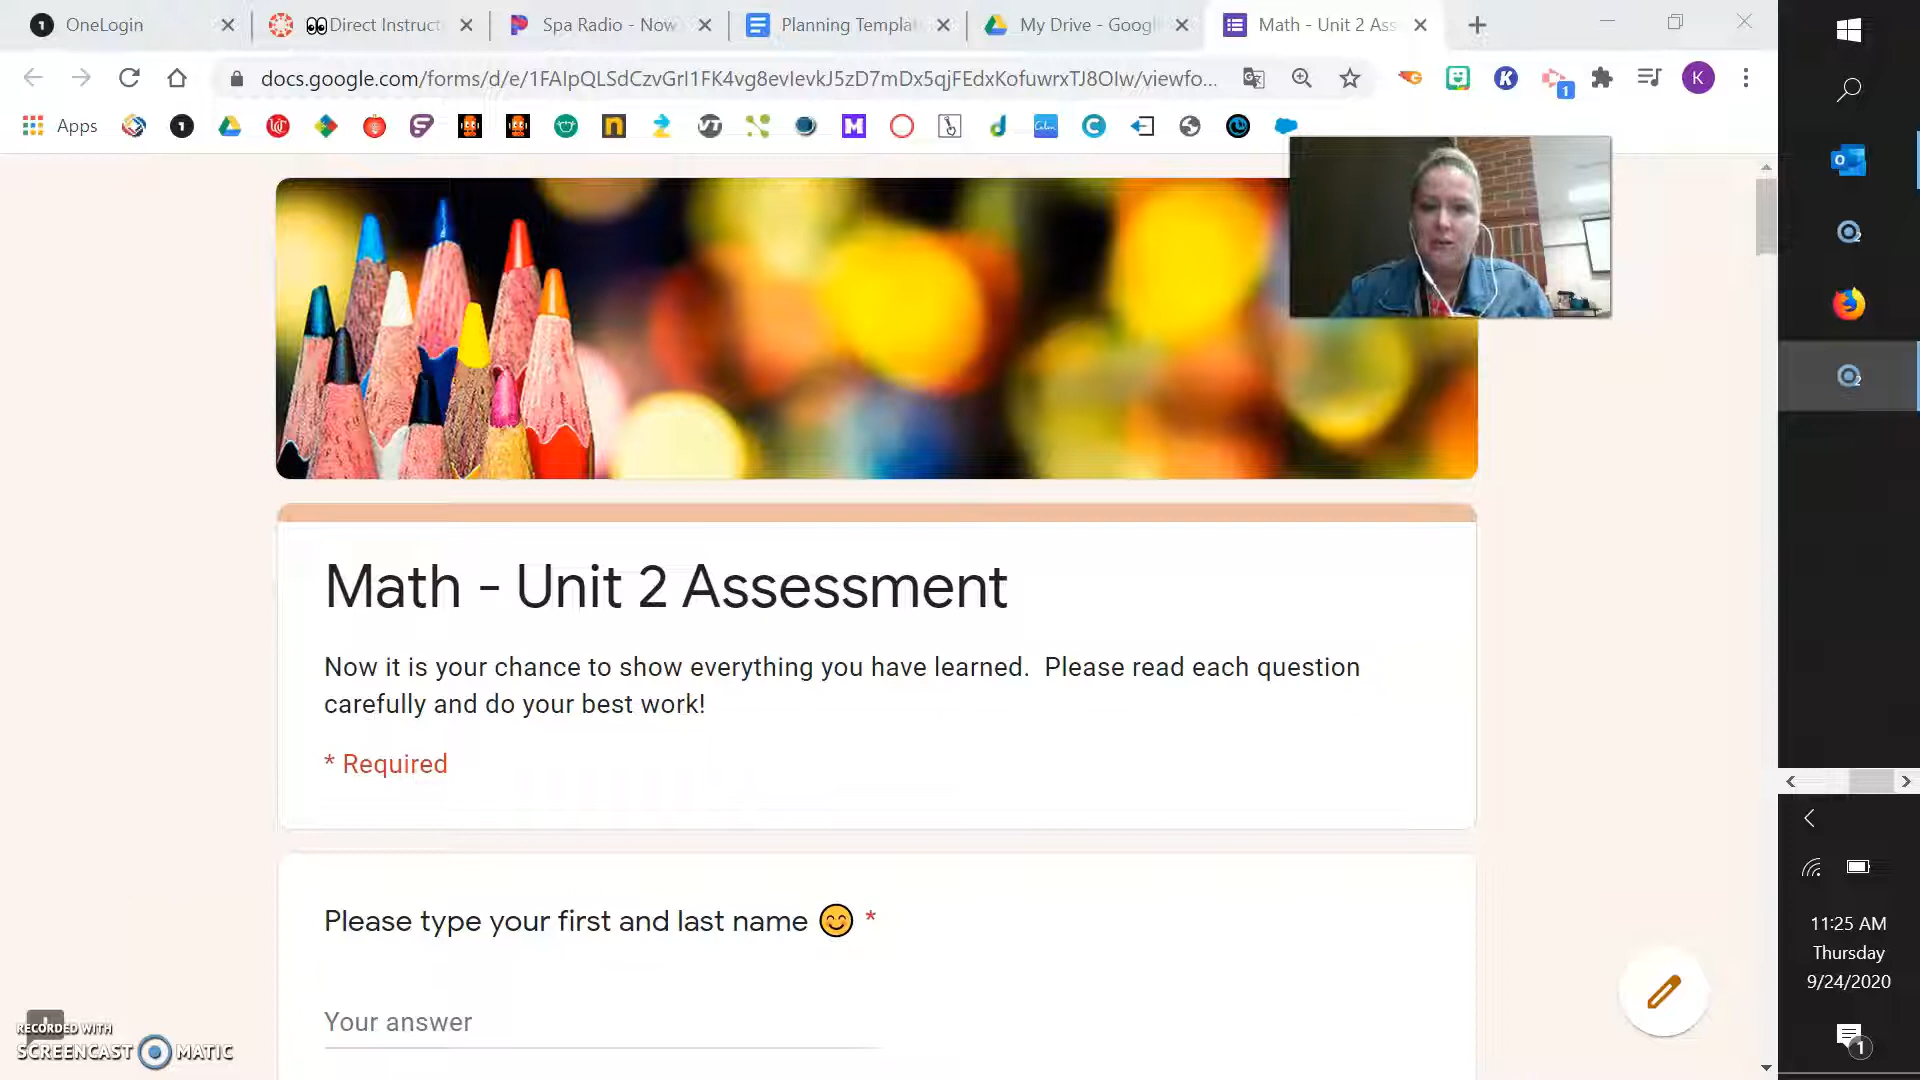 OneLogin
Direct Instruct
Spa Radio - Now
Planning Templat
My Drive - Googl
Math - Unit 2 Ass
docs.google.com/forms/d/e/1FAIpQLSdCzvGrI1FK4vg8evIevkJ5zD7mDx5qjFEdxKofuwrxTJ8OIw/viewfo...
K
1
Apps
Math - Unit 2 Assessment
Now it is your chance to show everything you have learned.  Please read each question
carefully and do your best work!
* Required
Please type your first and last name 😊 *
Your answer
RECORDED WITH
SCREENCAST MATIC
11:25 AM
Thursday
9/24/2020
1